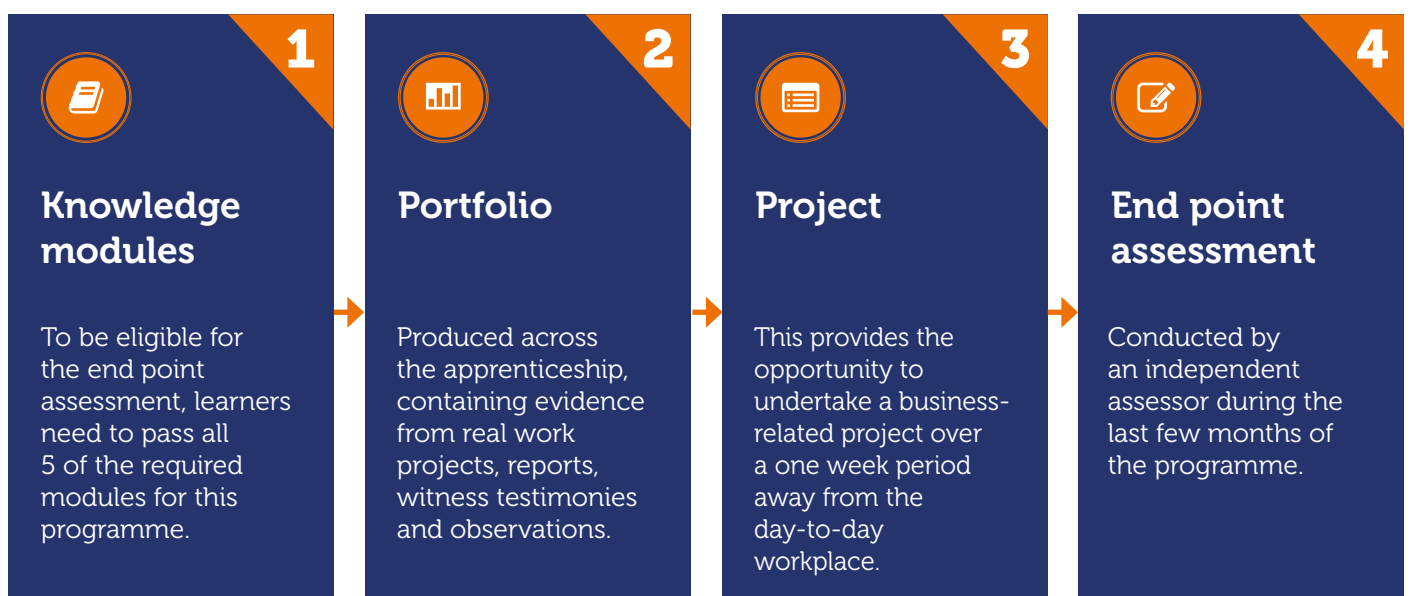 1
Knowledge
modules
To be eligible for
the end point
assessment, learners
need to pass all
5 of the required
modules for this
programme.
2
Portfolio
Produced across
the apprenticeship,
containing evidence
from real work
projects, reports,
witness testimonies
and observations.
3
Project
This provides the
opportunity to
undertake a business-
related project over
a one week period
away from the
day-to-day
workplace.
4
End point
assessment
Conducted by
an independent
assessor during the
last few months of
the programme.